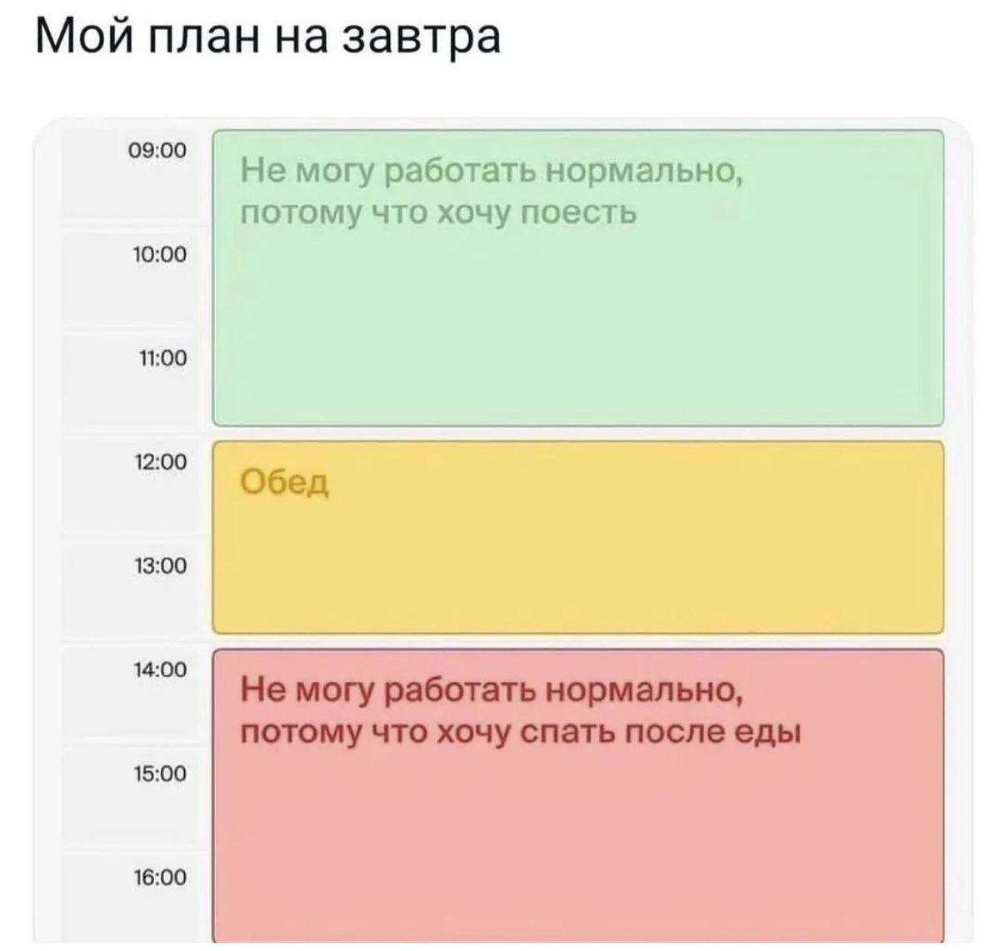 Мой план на завтра
09:00
Не могу работать нормально,
потому что хочу поесть
10:00
11:00
12:00
Обед
13:00
14:00
Не могу работать нормально,
потому что хочу спать после еды
15:00
16:00